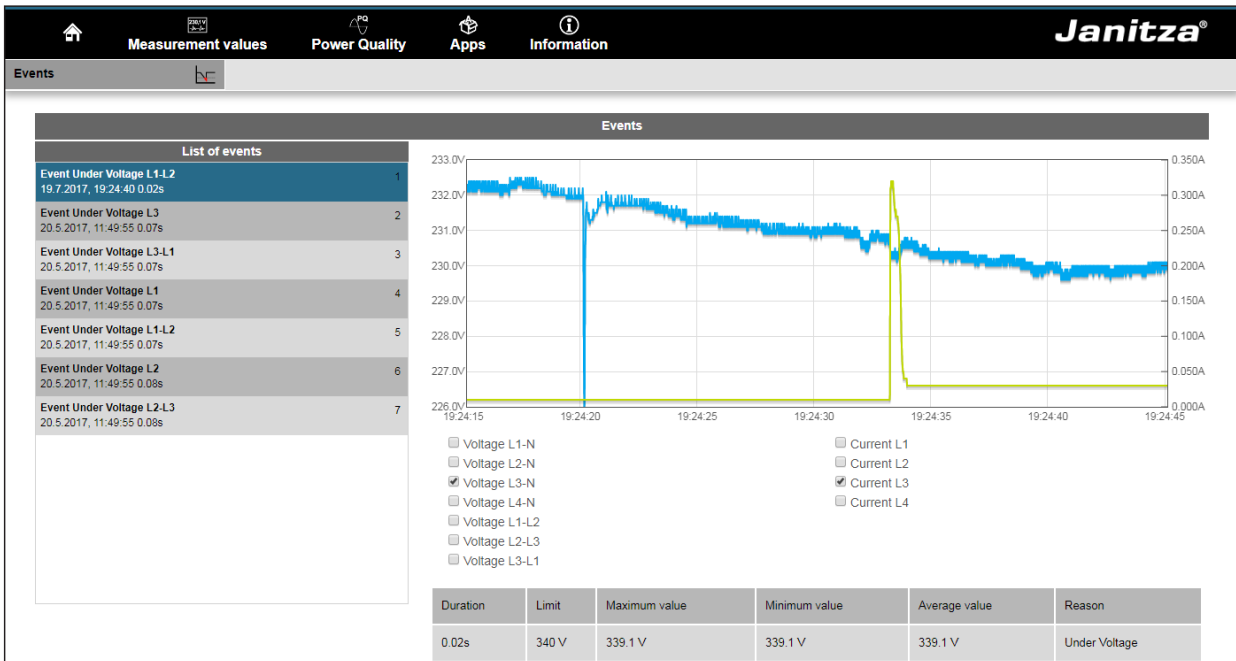 230,1 V
PQ
Measurement values
Power Quality
Apps
Information
Janitza®
Events
Events
List of events
Event Under Voltage L1-L2
19.7.2017, 19:24:40 0.02s
1
Event Under Voltage L3
20.5.2017, 11:49:55 0.07s
2
Event Under Voltage L3-L1
20.5.2017, 11:49:55 0.07s
3
Event Under Voltage L1
20.5.2017, 11:49:55 0.07s
4
Event Under Voltage L1-L2
20.5.2017, 11:49:55 0.07s
5
Event Under Voltage L2
20.5.2017, 11:49:55 0.08s
6
Event Under Voltage L2-L3
20.5.2017, 11:49:55 0.08s
7
233.0V
232.0V
231.0V
230.0V
229.0V
228.0V
227.0V
226.0V
0.350A
0.300A
0.250A
0.200A
0.150A
0.100A
0.050A
0.000A
19:24:15 19:24:20 19:24:25 19:24:30 19:24:35 19:24:40 19:24:45
Voltage L1-N
Voltage L2-N
Voltage L3-N
Voltage L4-N
Voltage L1-L2
Voltage L2-L3
Voltage L3-L1
Current L1
Current L2
Current L3
Current L4
Duration Limit Maximum value Minimum value Average value Reason
0.02s 340 V 339.1 V 339.1 V 339.1 V Under Voltage